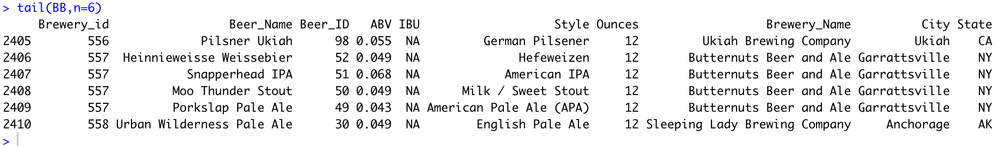 > tail(BB,n=6)
     Brewery_id                Beer_Name Beer_ID   ABV IBU                   Style Ounces                  Brewery_Name          City State
2405        556            Pilsner Ukiah      98 0.055  NA         German Pilsener     12         Ukiah Brewing Company         Ukiah    CA
2406        557  Heinnieweisse Weissebier      52 0.049  NA              Hefeweizen     12       Butternuts Beer and Ale Garrattsville    NY
2407        557           Snapperhead IPA      51 0.068  NA            American IPA     12       Butternuts Beer and Ale Garrattsville    NY
2408        557         Moo Thunder Stout      50 0.049  NA      Milk / Sweet Stout     12       Butternuts Beer and Ale Garrattsville    NY
2409        557         Porkslap Pale Ale      49 0.043  NA American Pale Ale (APA)     12       Butternuts Beer and Ale Garrattsville    NY
2410        558 Urban Wilderness Pale Ale      30 0.049  NA        English Pale Ale     12 Sleeping Lady Brewing Company     Anchorage    AK
>